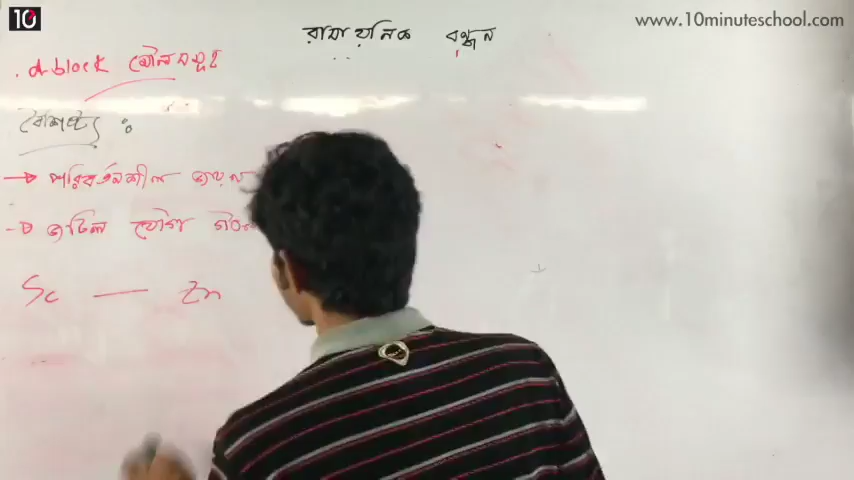 10
www.10minuteschool.com
রাসায়নিক বন্ধন
d-block মৌলসমূহ
বৈশিষ্ট্য :
→ পরিবর্তনশীল যোজ
→ জটিল যৌগ গঠন
Sc — Zn